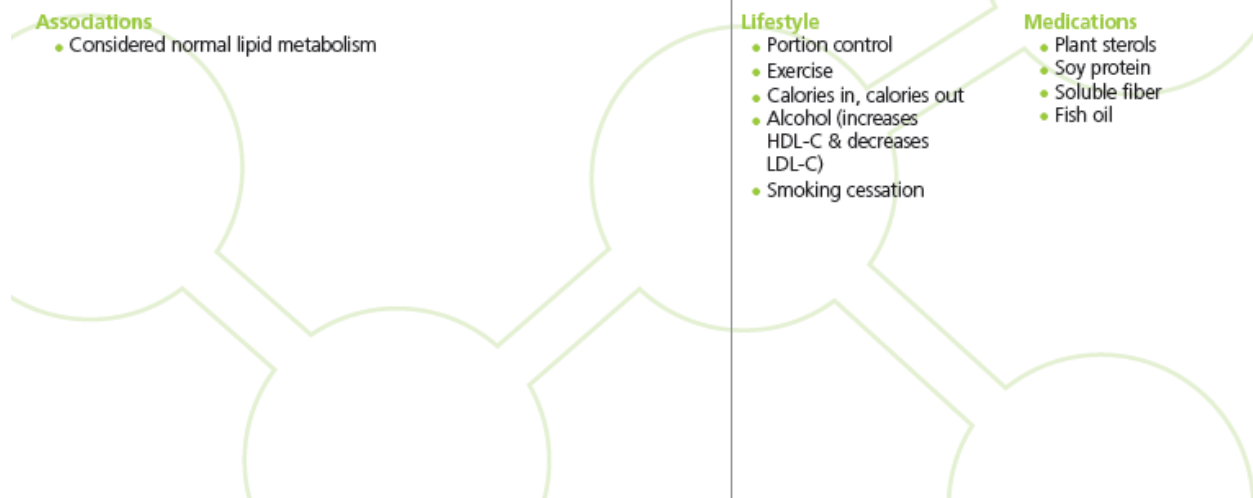 Associations
• Considered normal lipid metabolism
Lifestyle
• Portion control
• Exercise
• Calories in, calories out
• Alcohol (increases
HDL-C & decreases
LDL-C)
• Smoking cessation
Medications
• Plant sterols
• Soy protein
• Soluble fiber
• Fish oil